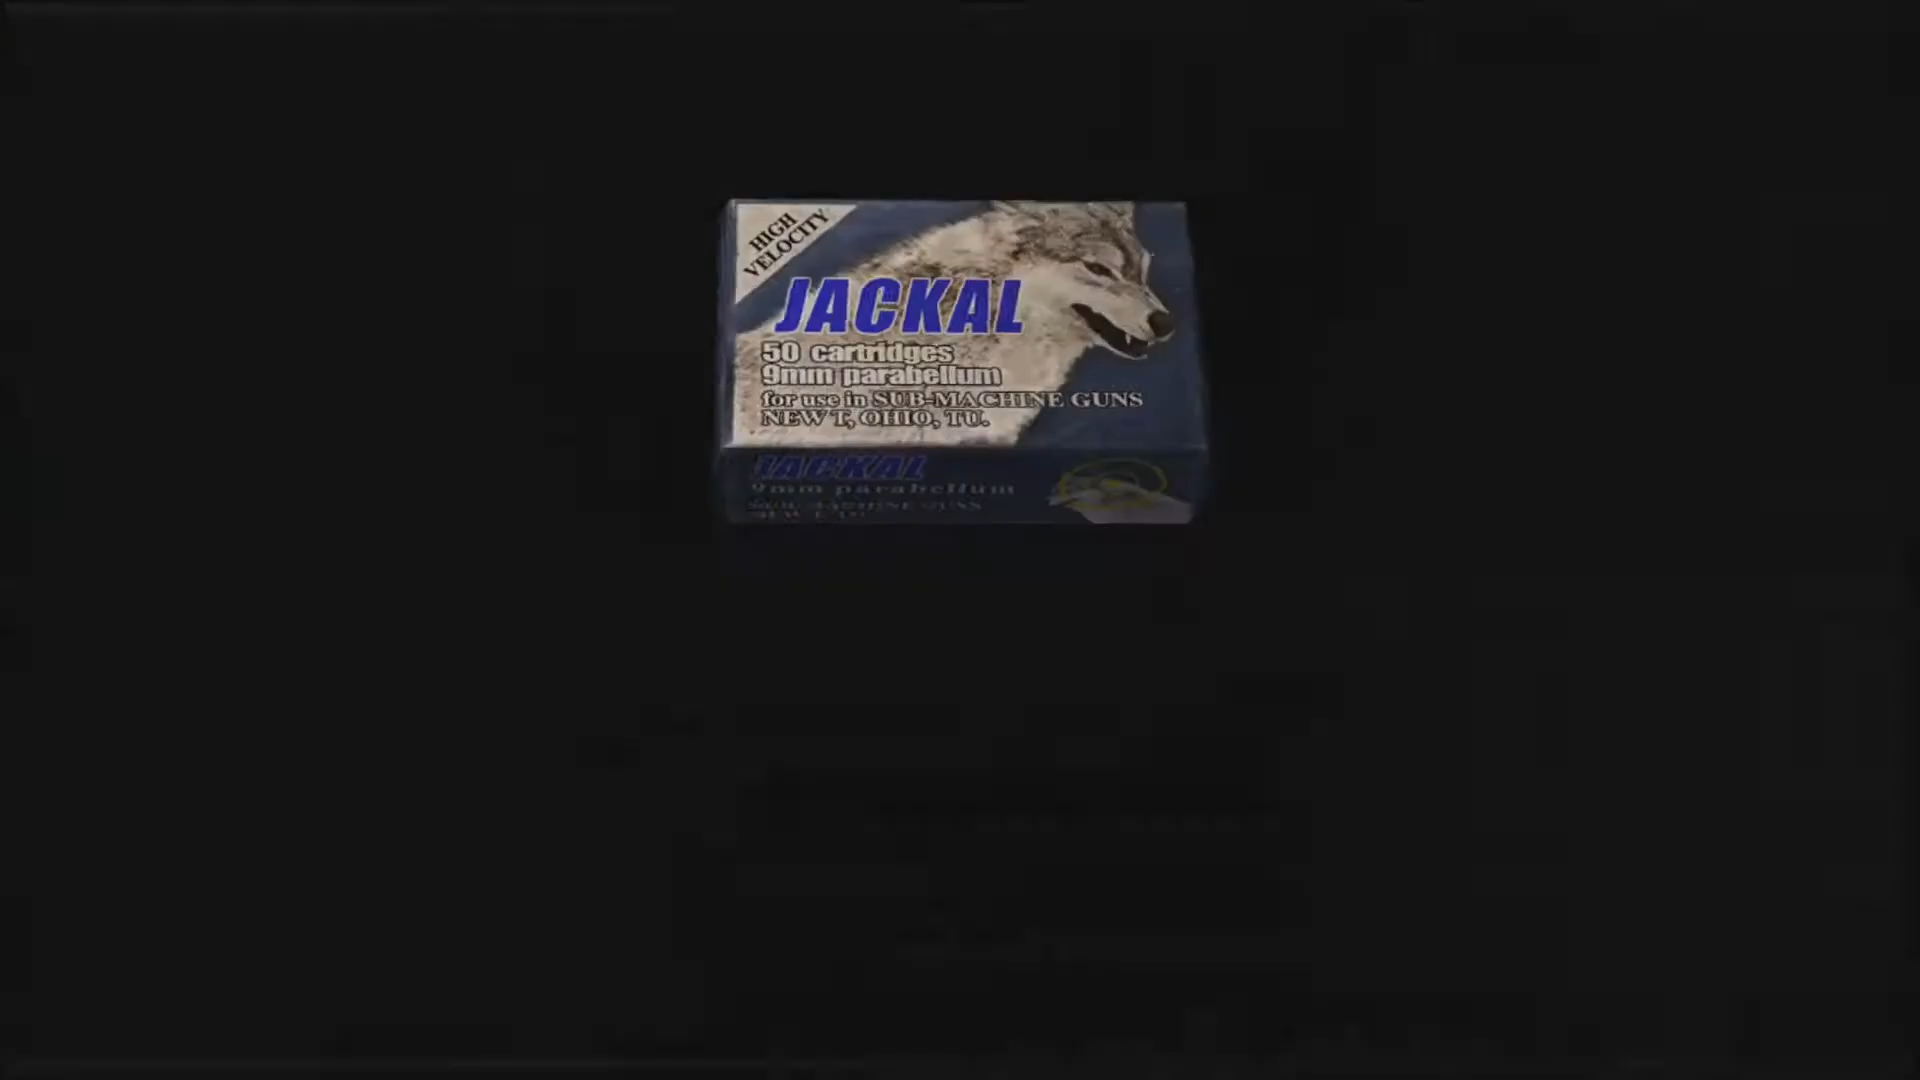 HIGH
VELOCITY
JACKAL
50 cartridges
9mm parabellum
for use in SUB-MACHINE GUNS
NEW T, OHIO, TU.
JACKAL
9mm parabellum